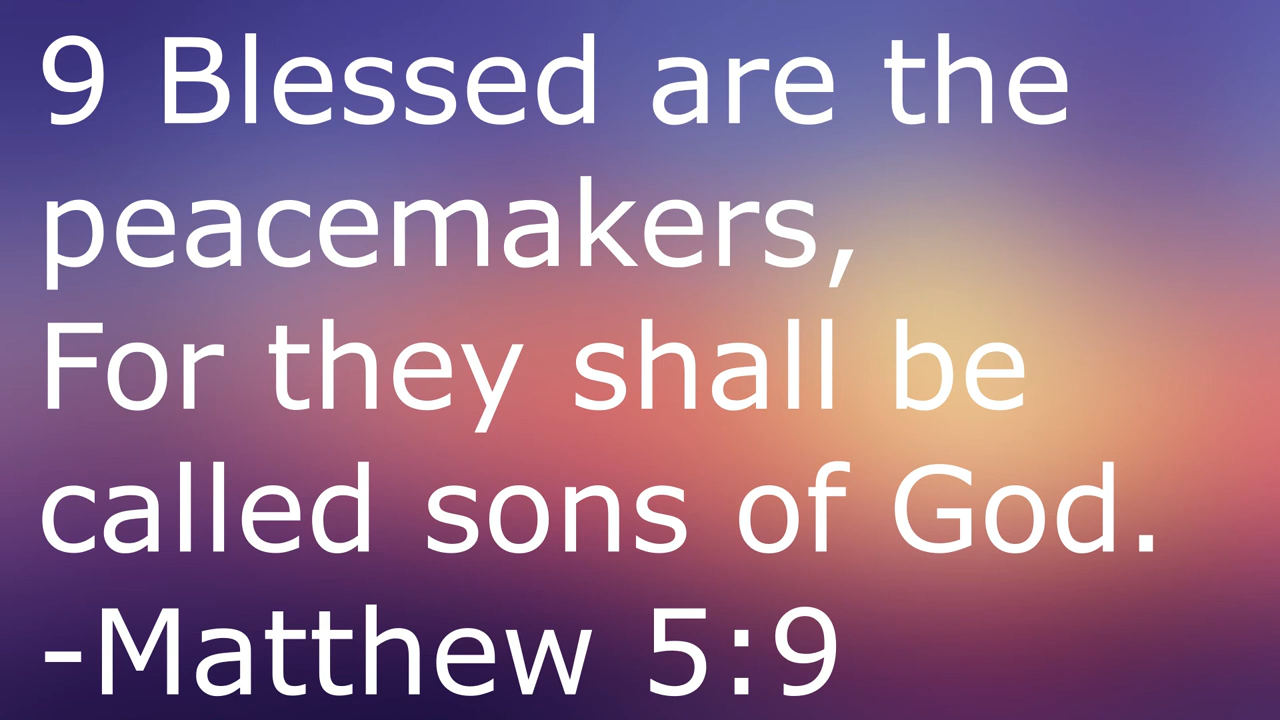 9 Blessed are the
peacemakers,
For they shall be
called sons of God.
-Matthew 5:9